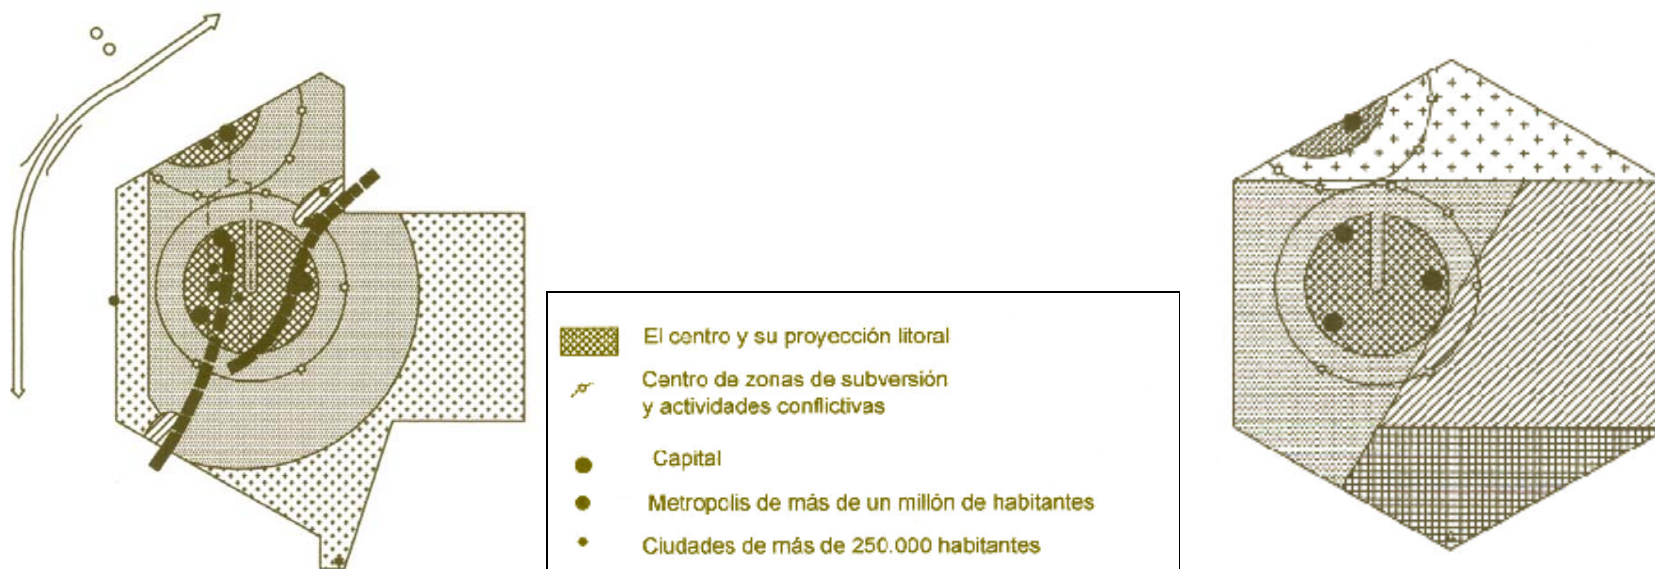 El centro y su proyección litoral
Centro de zonas de subversión
y actividades conflictivas
Capital
Metropolis de más de un millón de habitantes
Ciudades de más de 250.000 habitantes